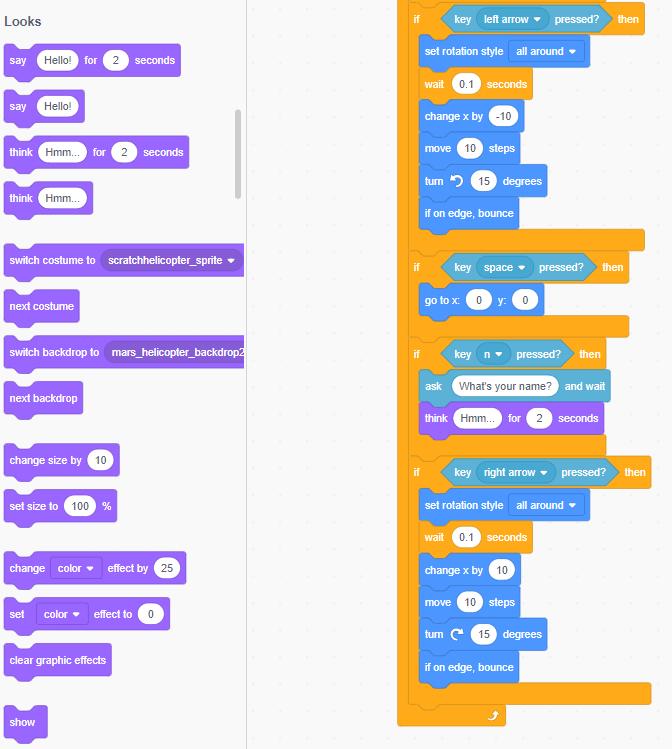 Looks
say Hello! for 2 seconds
say Hello!
think Hmm... for 2 seconds
think Hmm...
switch costume to scratchhelicopter_sprite
next costume
switch backdrop to mars_helicopter_backdrop2
next backdrop
change size by 10
set size to 100 %
change color effect by 25
set color effect to 0
clear graphic effects
show
if key left arrow pressed? then
set rotation style all around
wait 0.1 seconds
change x by -10
move 10 steps
turn 15 degrees
if on edge, bounce
if key space pressed? then
go to x: 0 y: 0
if key n pressed? then
ask What's your name? and wait
think Hmm... for 2 seconds
if key right arrow pressed? then
set rotation style all around
wait 0.1 seconds
change x by 10
move 10 steps
turn 15 degrees
if on edge, bounce